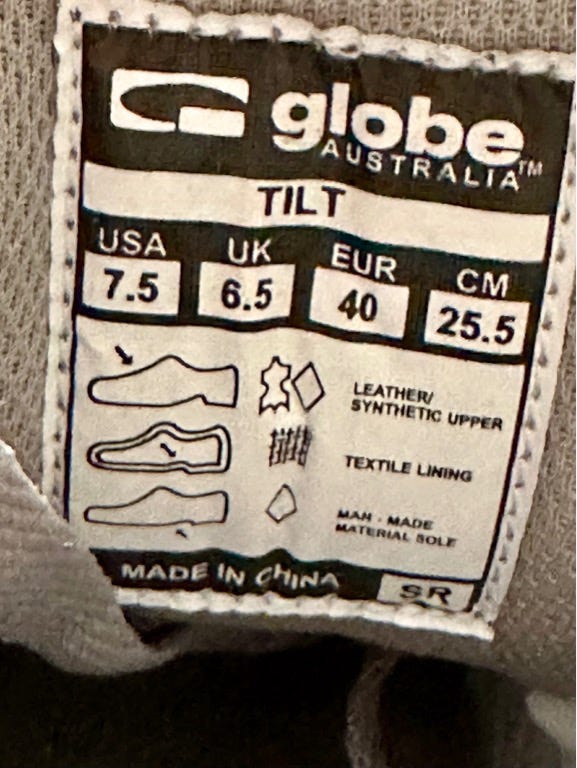 globe
AUSTRALIA™
TILT
USA UK EUR CM
7.5 6.5 40 25.5
LEATHER/
SYNTHETIC UPPER
TEXTILE LINING
MAN - MADE
MATERIAL SOLE
MADE IN CHINA
SR